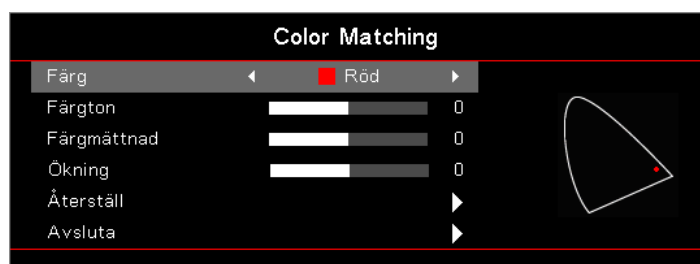 Color Matching
Färg Röd
Färgton 0
Färgmättnad 0
Ökning 0
Återställ
Avsluta